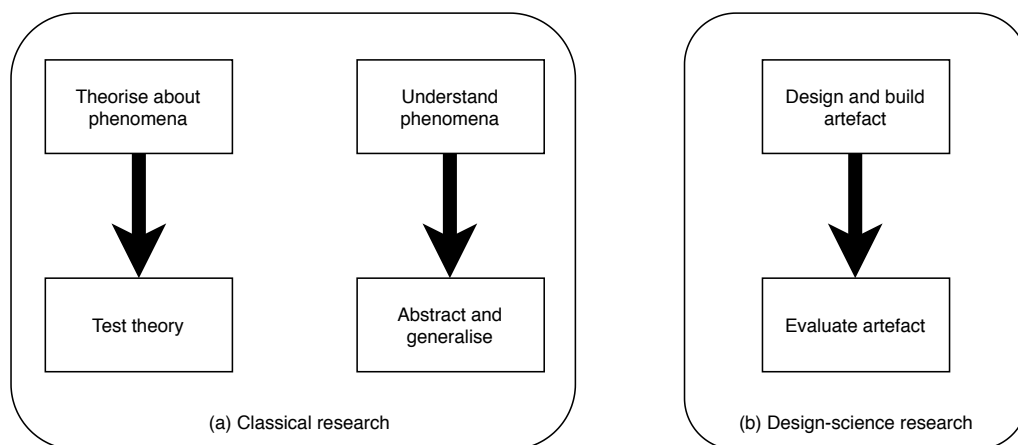 Theorise about
phenomena
Test theory
Understand
phenomena
Abstract and
generalise
(a) Classical research
Design and build
artefact
Evaluate artefact
(b) Design-science research